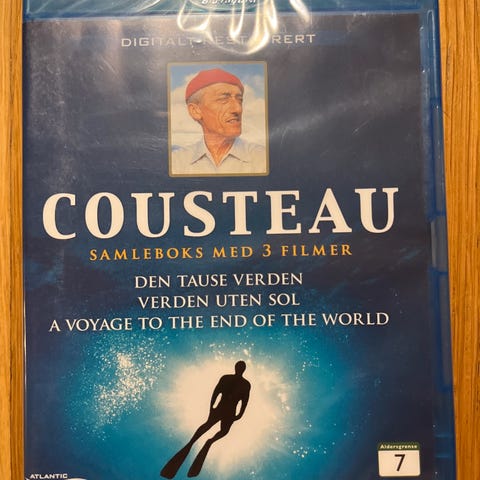 DIGITALT RESTAURERT
COUSTEAU
SAMLEBOKS MED 3 FILMER
DEN TAUSE VERDEN
VERDEN UTEN SOL
A VOYAGE TO THE END OF THE WORLD
Aldersgrense
7
ATLANTIC